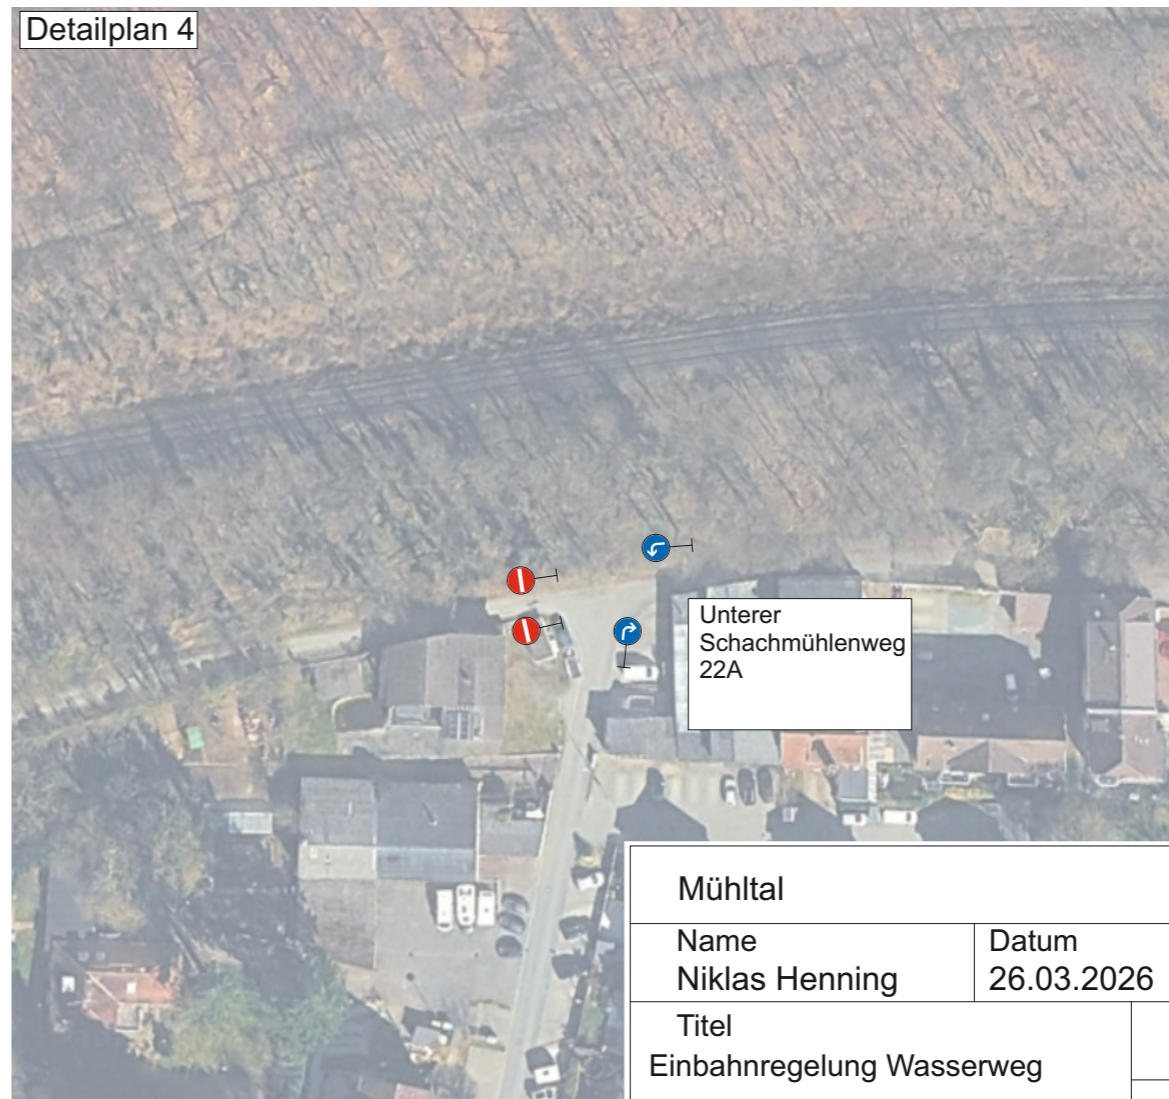 Detailplan 4
Unterer
Schachmühlenweg
22A
Mühltal
Name
Niklas Henning
Datum
26.03.2026
Titel
Einbahnregelung Wasserweg